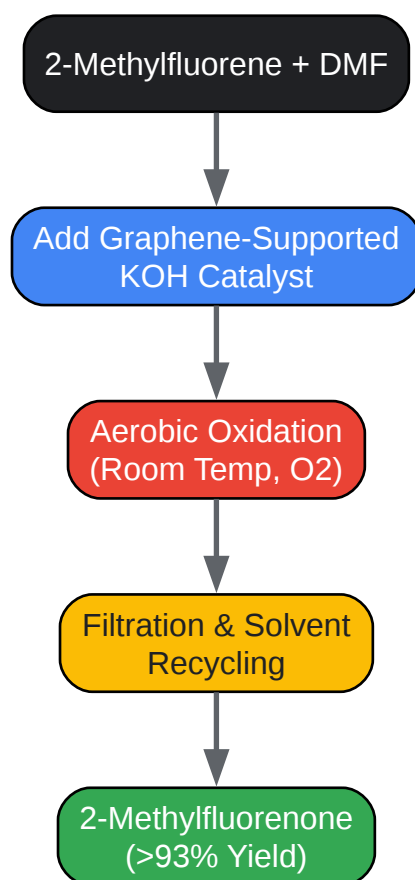 2-Methylfluorene + DMF
Add Graphene-Supported
KOH Catalyst
Aerobic Oxidation
(Room Temp, O2)
Filtration & Solvent
Recycling
2-Methylfluorenone
(>93% Yield)